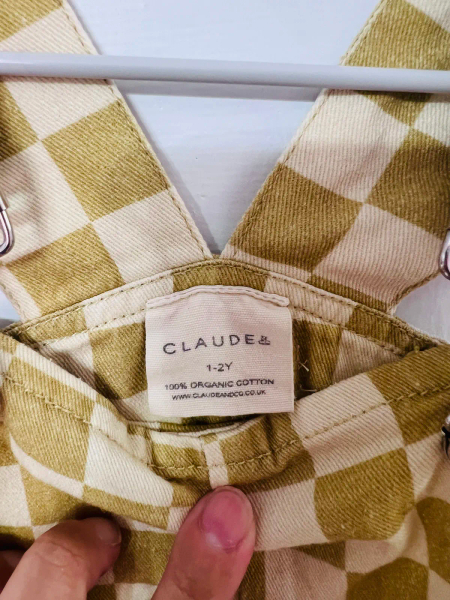 CLAUDE &CO
1-2Y
100% ORGANIC COTTON
WWW.CLAUDEANDCO.CO.UK